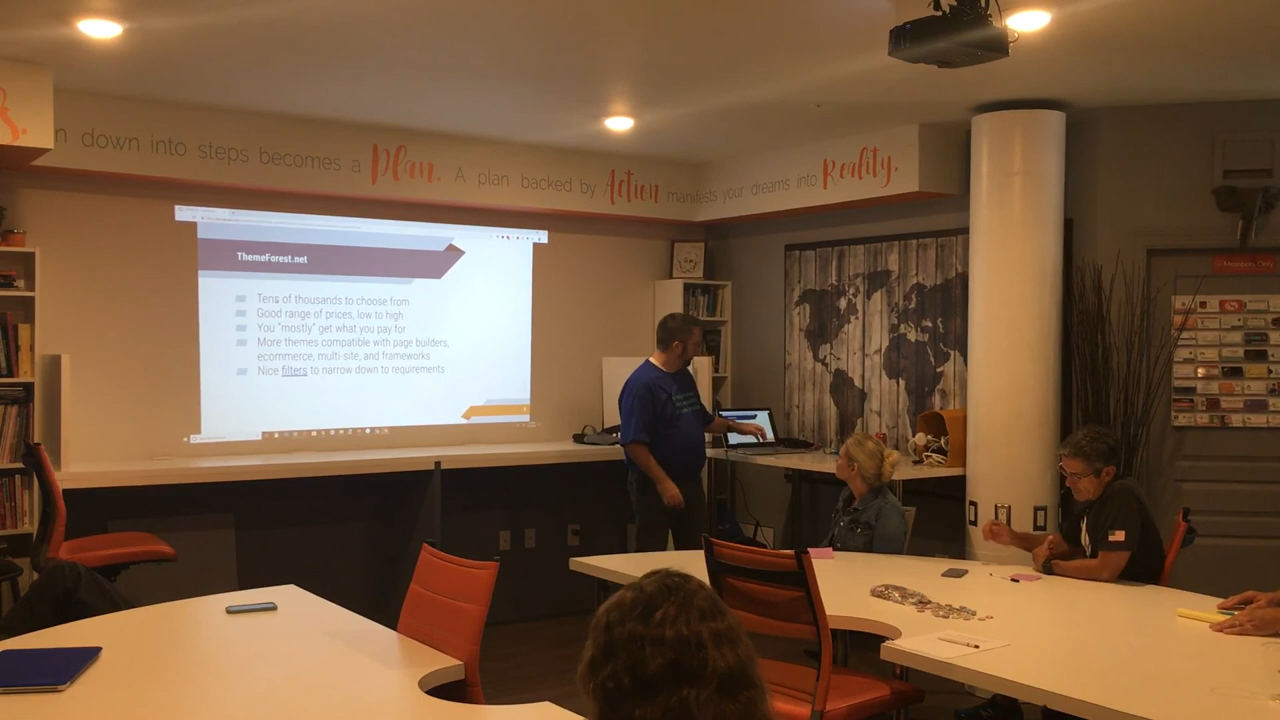 n down into steps becomes a Plan. A plan backed by Action manifests your dreams into Reality.
ThemeForest.net
Tens of thousands to choose from
Good range of prices, low to high
You "mostly" get what you pay for
More themes compatible with page builders,
ecommerce, multi-site, and frameworks
Nice filters to narrow down to requirements
Members Only